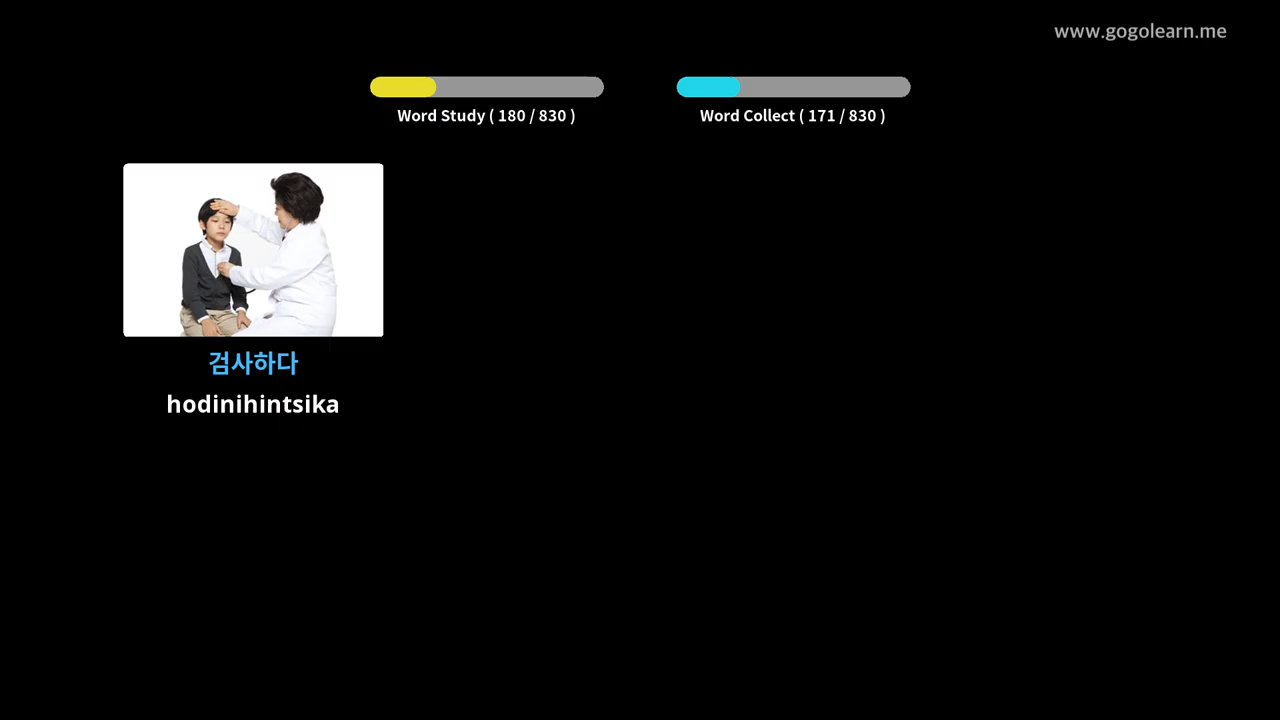 www.gogolearn.me
Word Study ( 180 / 830 )
Word Collect ( 171 / 830 )
검사하다
hodinihintsika